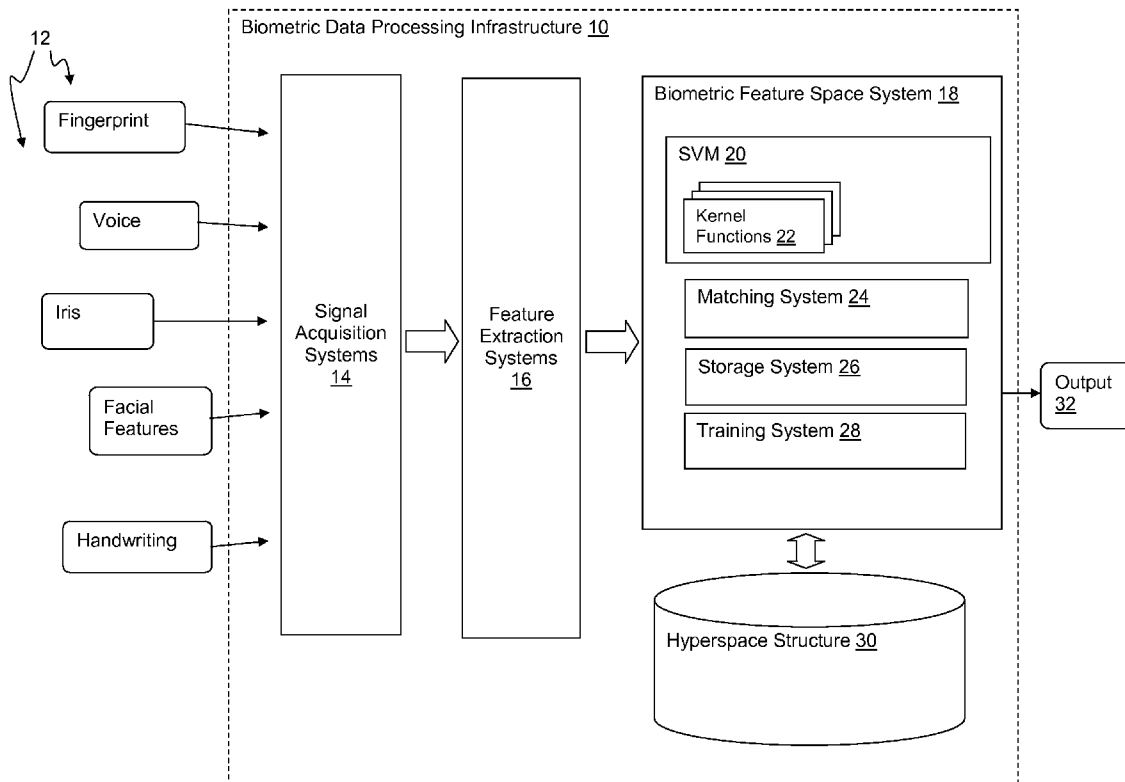 Biometric Data Processing Infrastructure 10
12
Fingerprint
Voice
Iris
Facial
Features
Handwriting
Signal
Acquisition
Systems
14
Feature
Extraction
Systems
16
Biometric Feature Space System 18
SVM 20
Kernel
Functions 22
Matching System 24
Storage System 26
Training System 28
Hyperspace Structure 30
Output
32